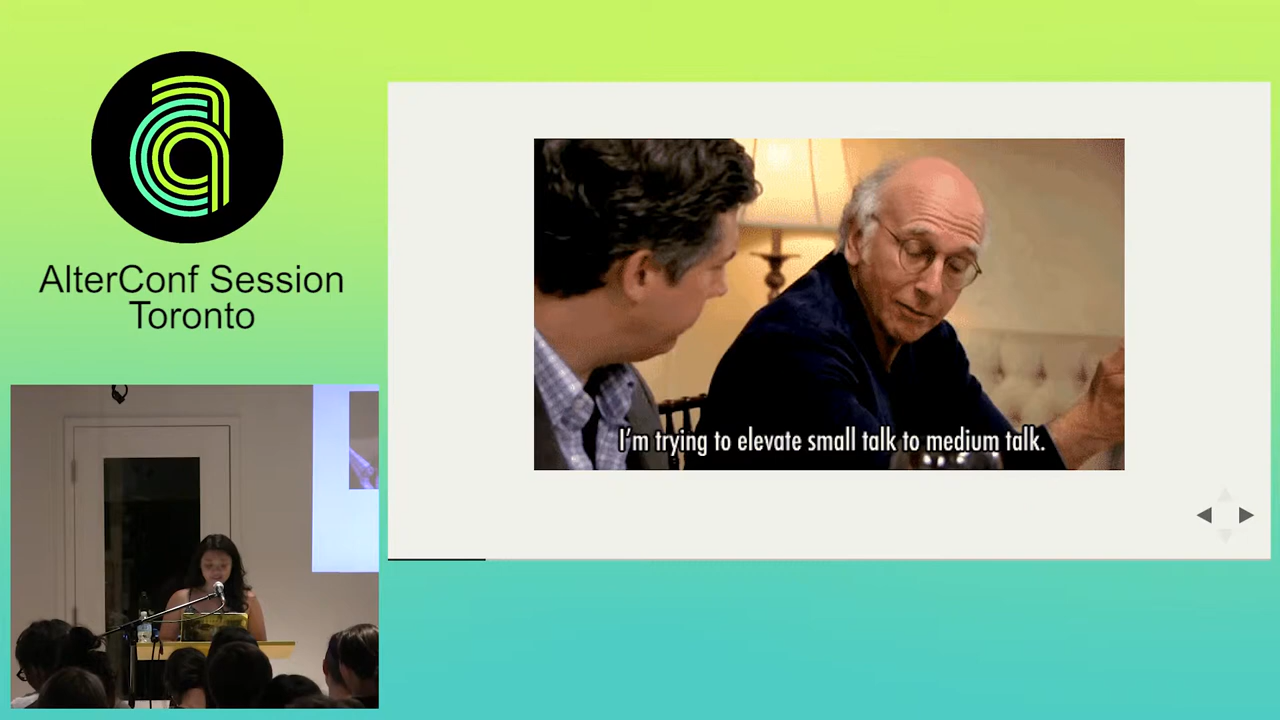 AlterConf Session
Toronto
I'm trying to elevate small talk to medium talk.